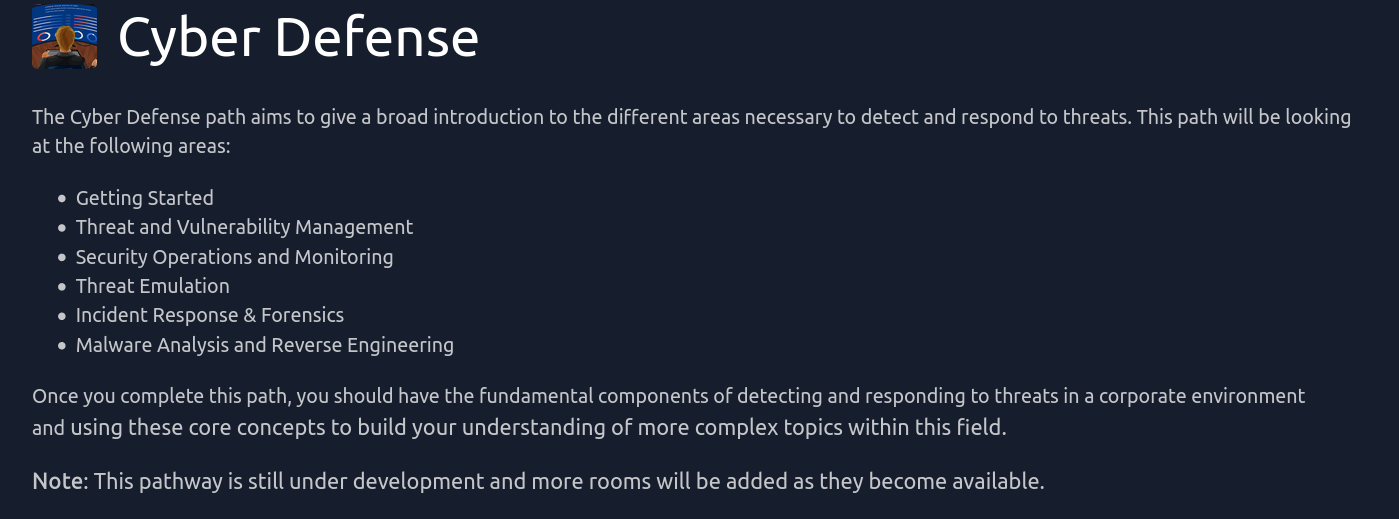 Cyber Defense
The Cyber Defense path aims to give a broad introduction to the different areas necessary to detect and respond to threats. This path will be looking
at the following areas:
• Getting Started
• Threat and Vulnerability Management
• Security Operations and Monitoring
• Threat Emulation
• Incident Response & Forensics
• Malware Analysis and Reverse Engineering
Once you complete this path, you should have the fundamental components of detecting and responding to threats in a corporate environment
and using these core concepts to build your understanding of more complex topics within this field.
Note: This pathway is still under development and more rooms will be added as they become available.